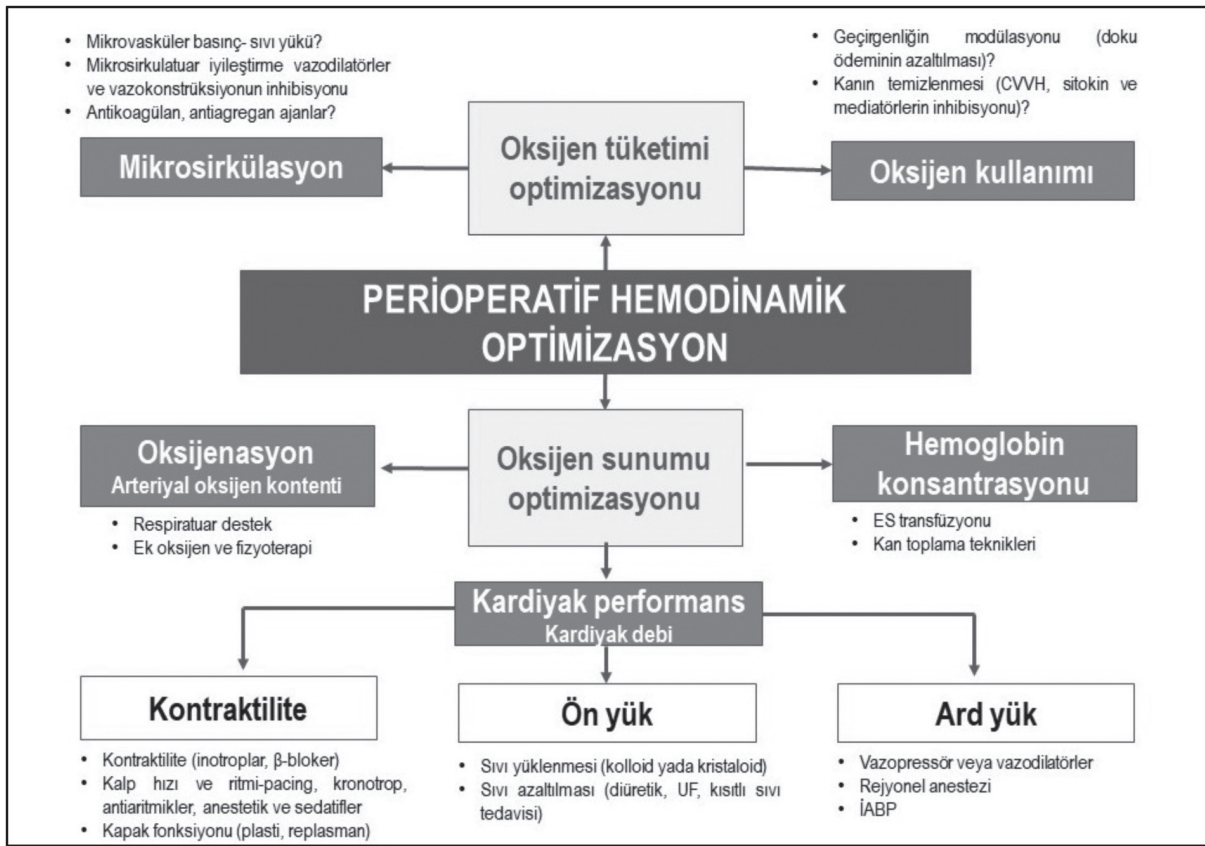 • Mikrovasküler basınç- sıvı yükü?
• Mikrosirkulatuar iyileştirme vazodilatörler
ve vazokonstrüksiyonun inhibisyonu
• Antikoagülan, antiagregan ajanlar?
• Geçirgenliğin modülasyonu (doku
ödeminin azaltılması)?
• Kanın temizlenmesi (CVVH, sitokin ve
mediatörlerin inhibisyonu)?
Mikrosirkülasyon
Oksijen tüketimi
optimizasyonu
Oksijen kullanımı
PERİOPERATİF HEMODİNAMİK
OPTİMİZASYON
Oksijenasyon
Arteriyal oksijen kontenti
• Respiratuar destek
• Ek oksijen ve fizyoterapi
Oksijen sunumu
optimizasyonu
Hemoglobin
konsantrasyonu
• ES transfüzyonu
• Kan toplama teknikleri
Kardiyak performans
Kardiyak debi
Kontraktilite
• Kontraktilite (inotroplar, β-bloker)
• Kalp hızı ve ritmi-pacing, kronotrop,
antiaritmikler, anestetik ve sedatifler
• Kapak fonksiyonu (plasti, replasman)
Ön yük
• Sıvı yüklenmesi (kolloid yada kristaloid)
• Sıvı azaltılması (diüretik, UF, kısıtlı sıvı
tedavisi)
Ard yük
• Vazopressör veya vazodilatörler
• Rejyonel anestezi
• İABP